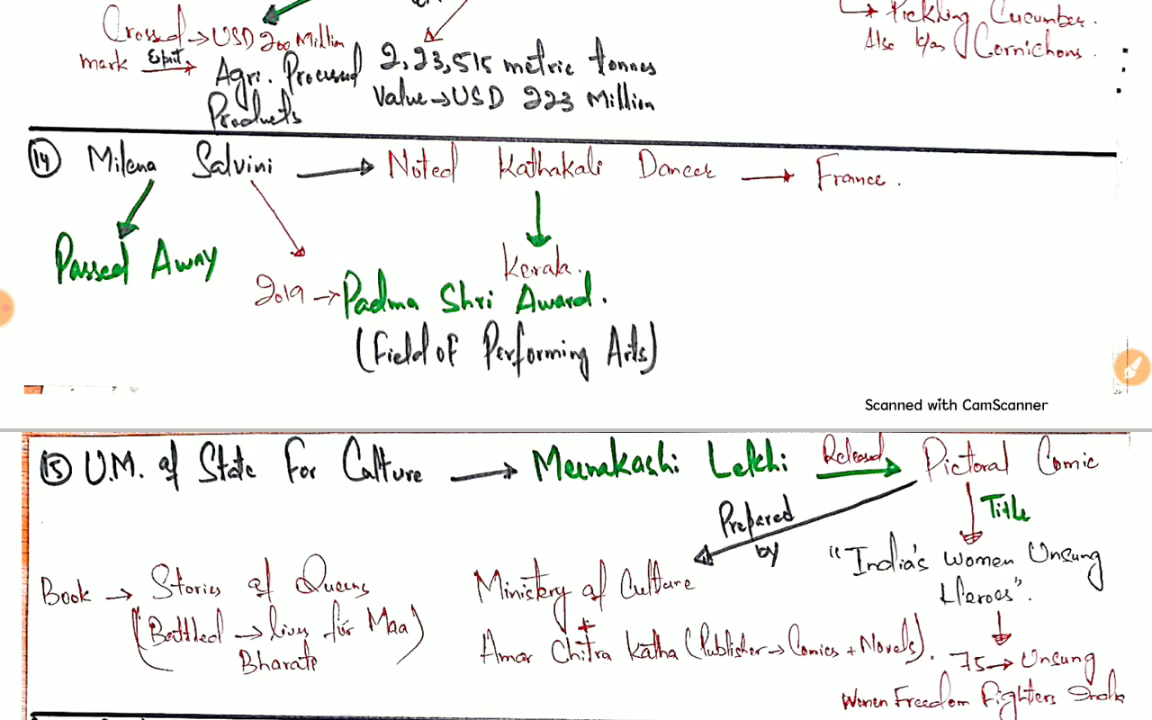 Pickling Cucumber.
Also k/as Cornichons.
Crossed → USD 200 Million
mark Export → Agri. Processed
Products
2,23,515 metric tonnes
Value → USD 223 Million
(14) Milena Salvini → Noted Kathakali Dancer → France.
Passed Away
Kerala.
2019 → Padma Shri Award.
(Field of Performing Arts)
Scanned with CamScanner
(15) U.M. of State For Culture → Meenakashi Lekhi Released Pictoral Comic
Title
Prepared
by
"India's Women Unsung
Heroes".
Book → Stories of Queens
(Battled → lives for Maa)
Bharate
Ministery of Culture
+
Amar Chitra Katha (Publisher → Comics + Novels).
75 → Unsung
Women Freedom Fighters India